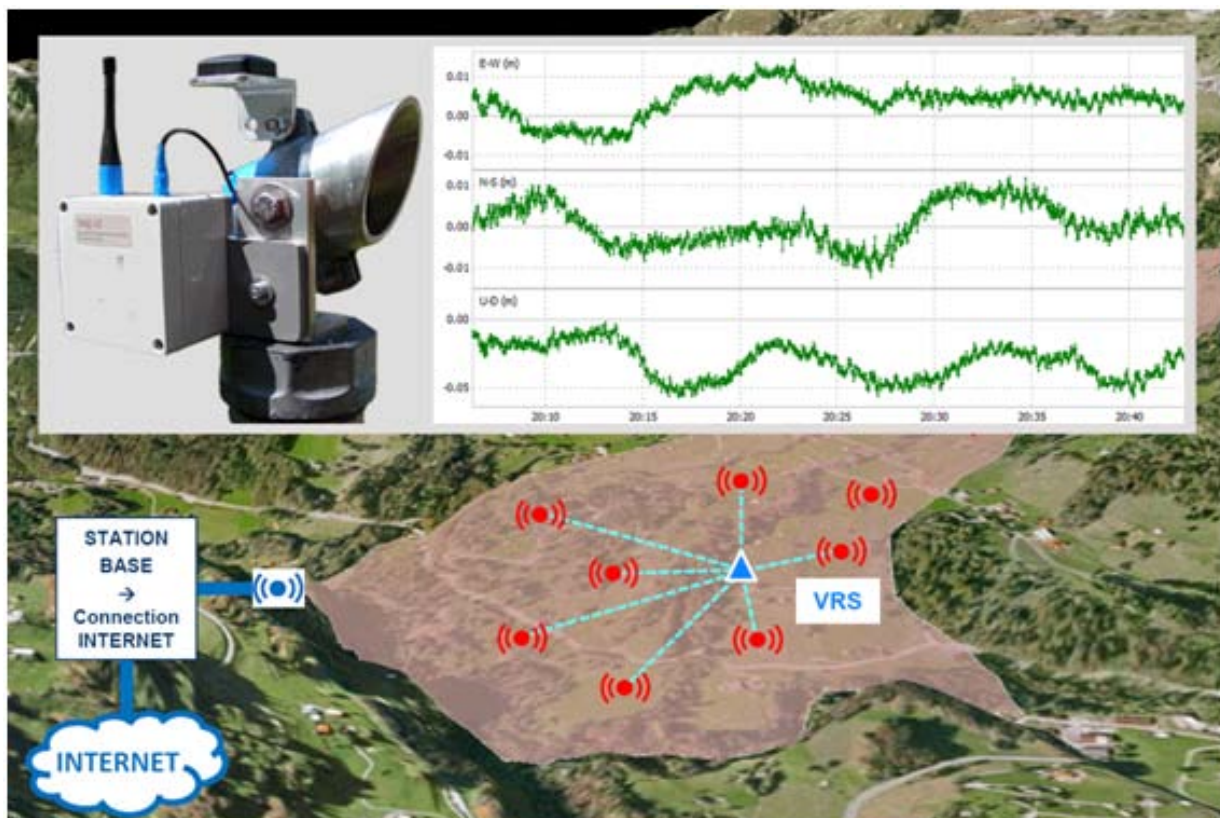 E-W (m)
0.01
0.00
-0.01
N-S (m)
0.01
0.00
-0.01
U-D (m)
0.00
-0.05
20:10 20:15 20:20 20:25 20:30 20:35 20:40
STATION
BASE
→
Connection
INTERNET
VRS
INTERNET